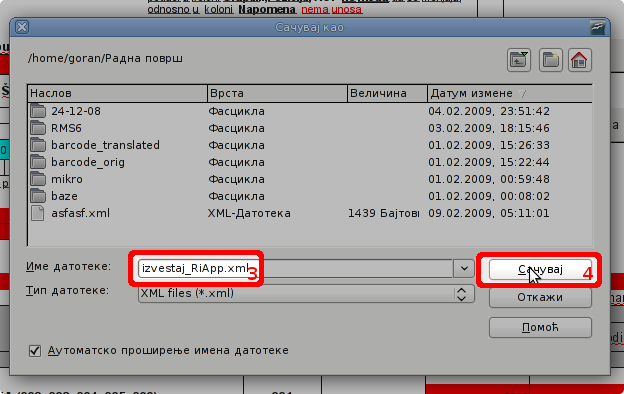 odnosno u koloni Napomena nema unosa
Сачувај као
/home/goran/Радна површ
Наслов Врста Величина Датум измене
24-12-08 Фасцикла 04.02.2009, 23:51:42
RMS6 Фасцикла 03.02.2009, 18:15:46
barcode_translated Фасцикла 01.02.2009, 15:26:33
barcode_orig Фасцикла 01.02.2009, 15:22:44
mikro Фасцикла 01.02.2009, 00:59:48
baze Фасцикла 01.02.2009, 00:08:02
asfasf.xml XML-Датотека 1439 Бајтови 09.02.2009, 05:11:01
Име датотеке: izvestaj_RiApp.xml 3 Сачувај 4
Тип датотеке: XML files (*.xml) Откажи
Помоћ
Аутоматско проширење имена датотеке